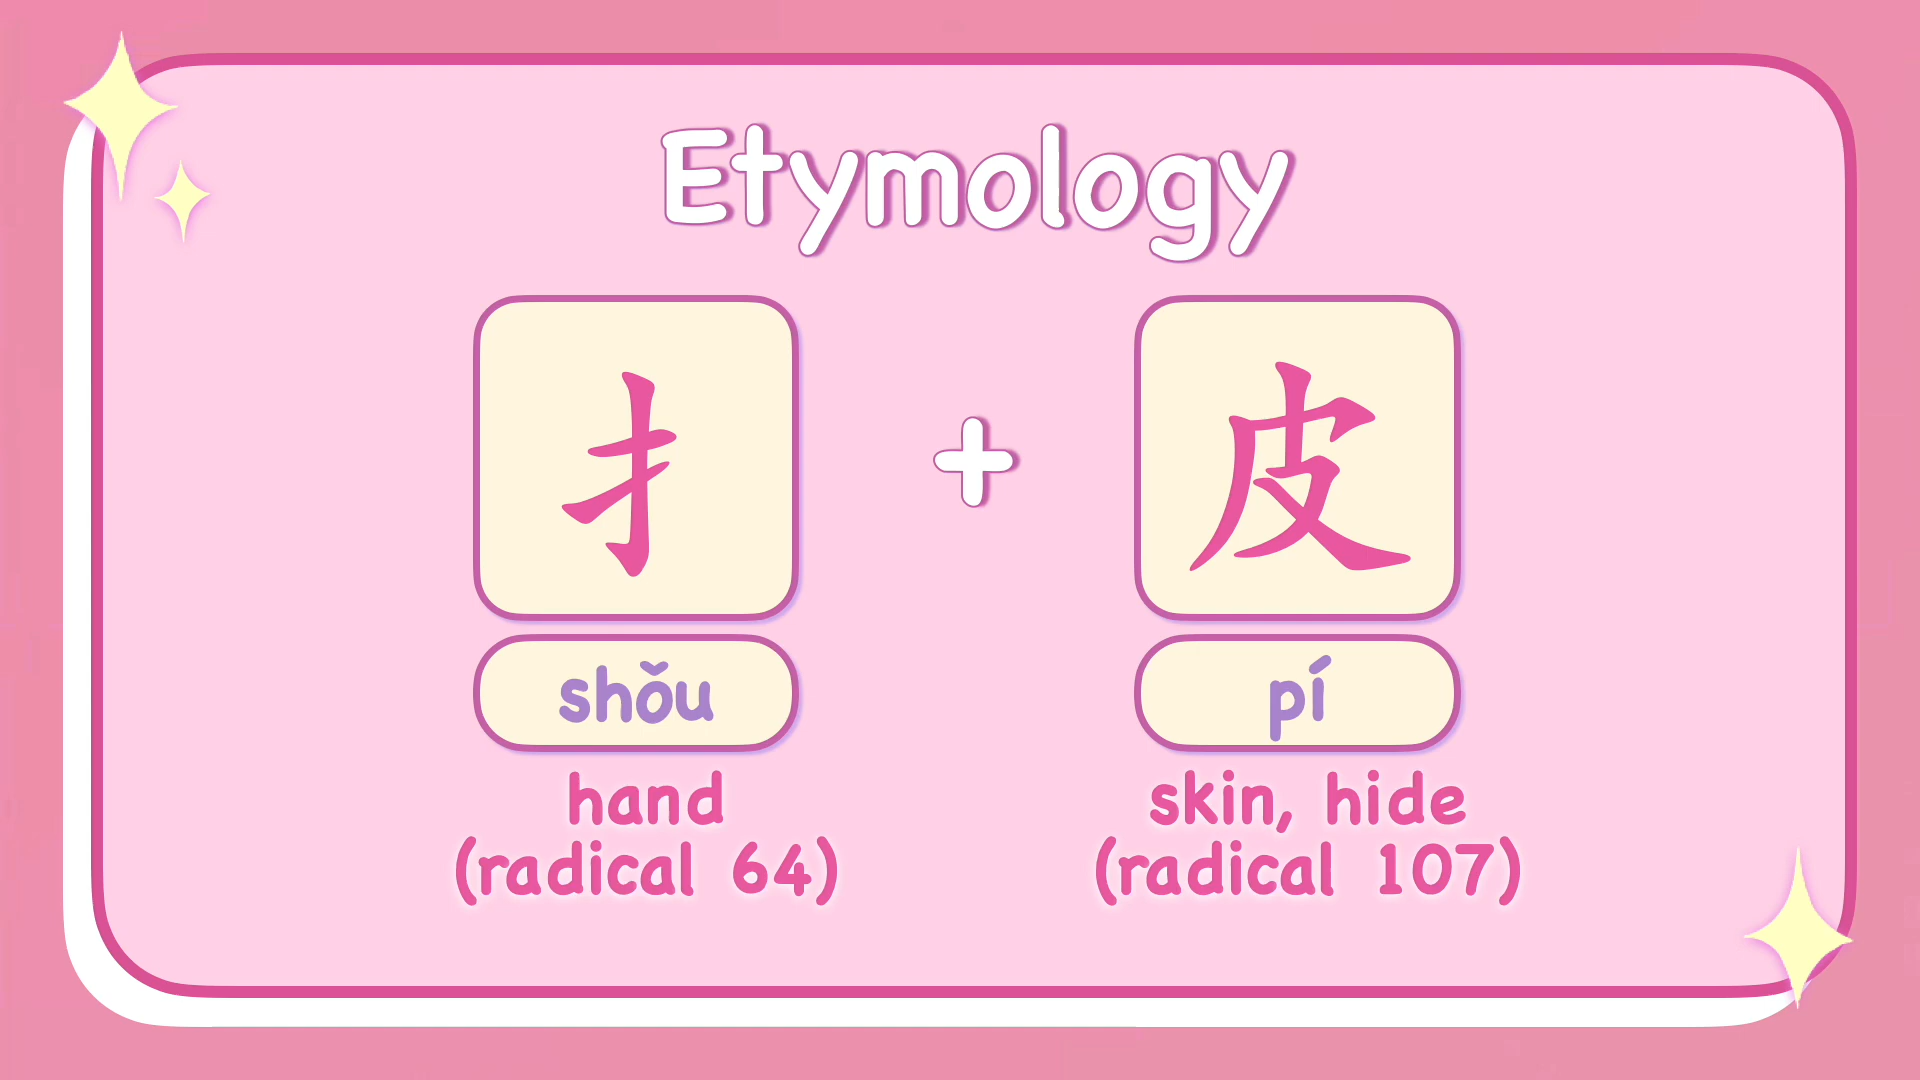 Etymology
扌 + 皮
shǒu pí
hand skin, hide
(radical 64) (radical 107)